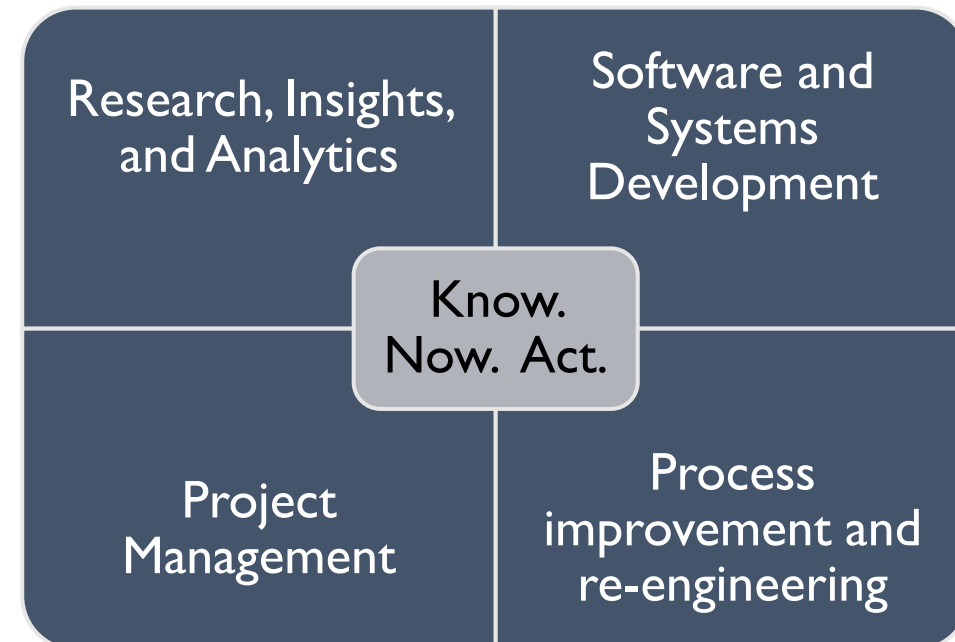 Research, Insights,
and Analytics
Software and
Systems
Development
Know.
Now. Act.
Project
Management
Process
improvement and
re-engineering